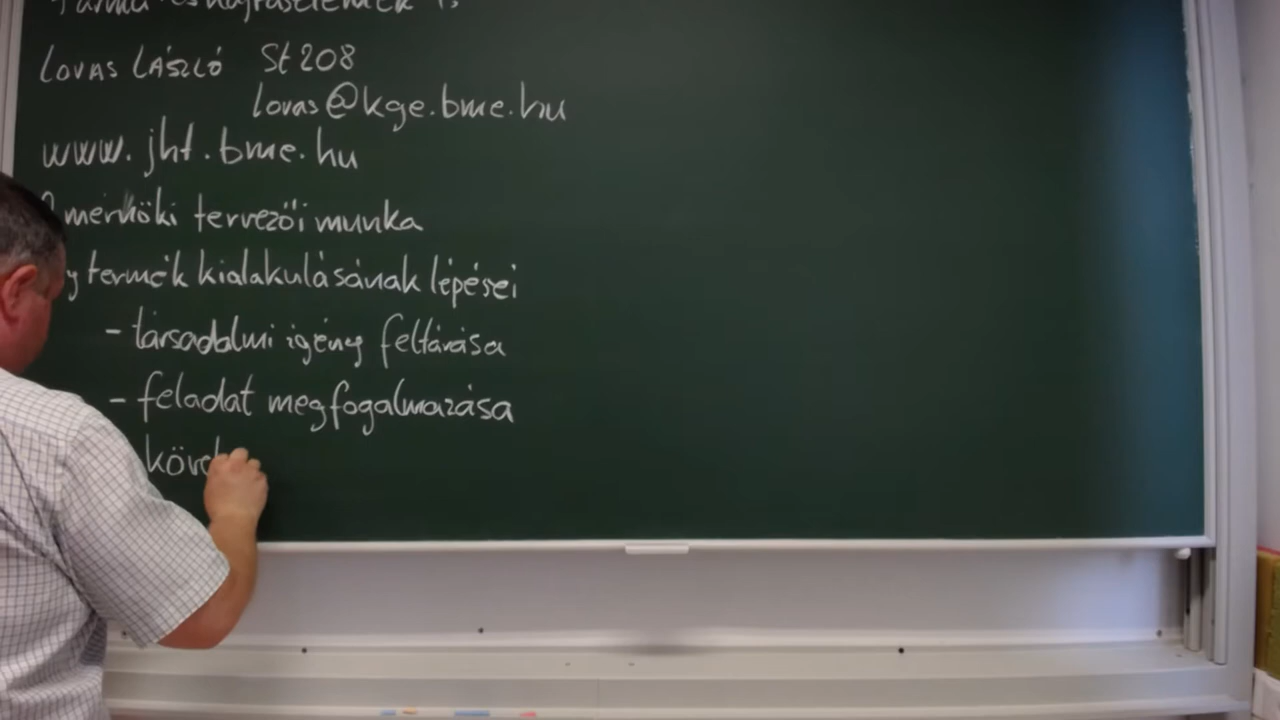 LOVAS LÁSZLÓ St 208
lovas@kge.bme.hu
www.jht.bme.hu
mérnöki tervezői munka
termék kialakulásának lépései
- társadalmi igény feltárása
- feladat megfogalmazása